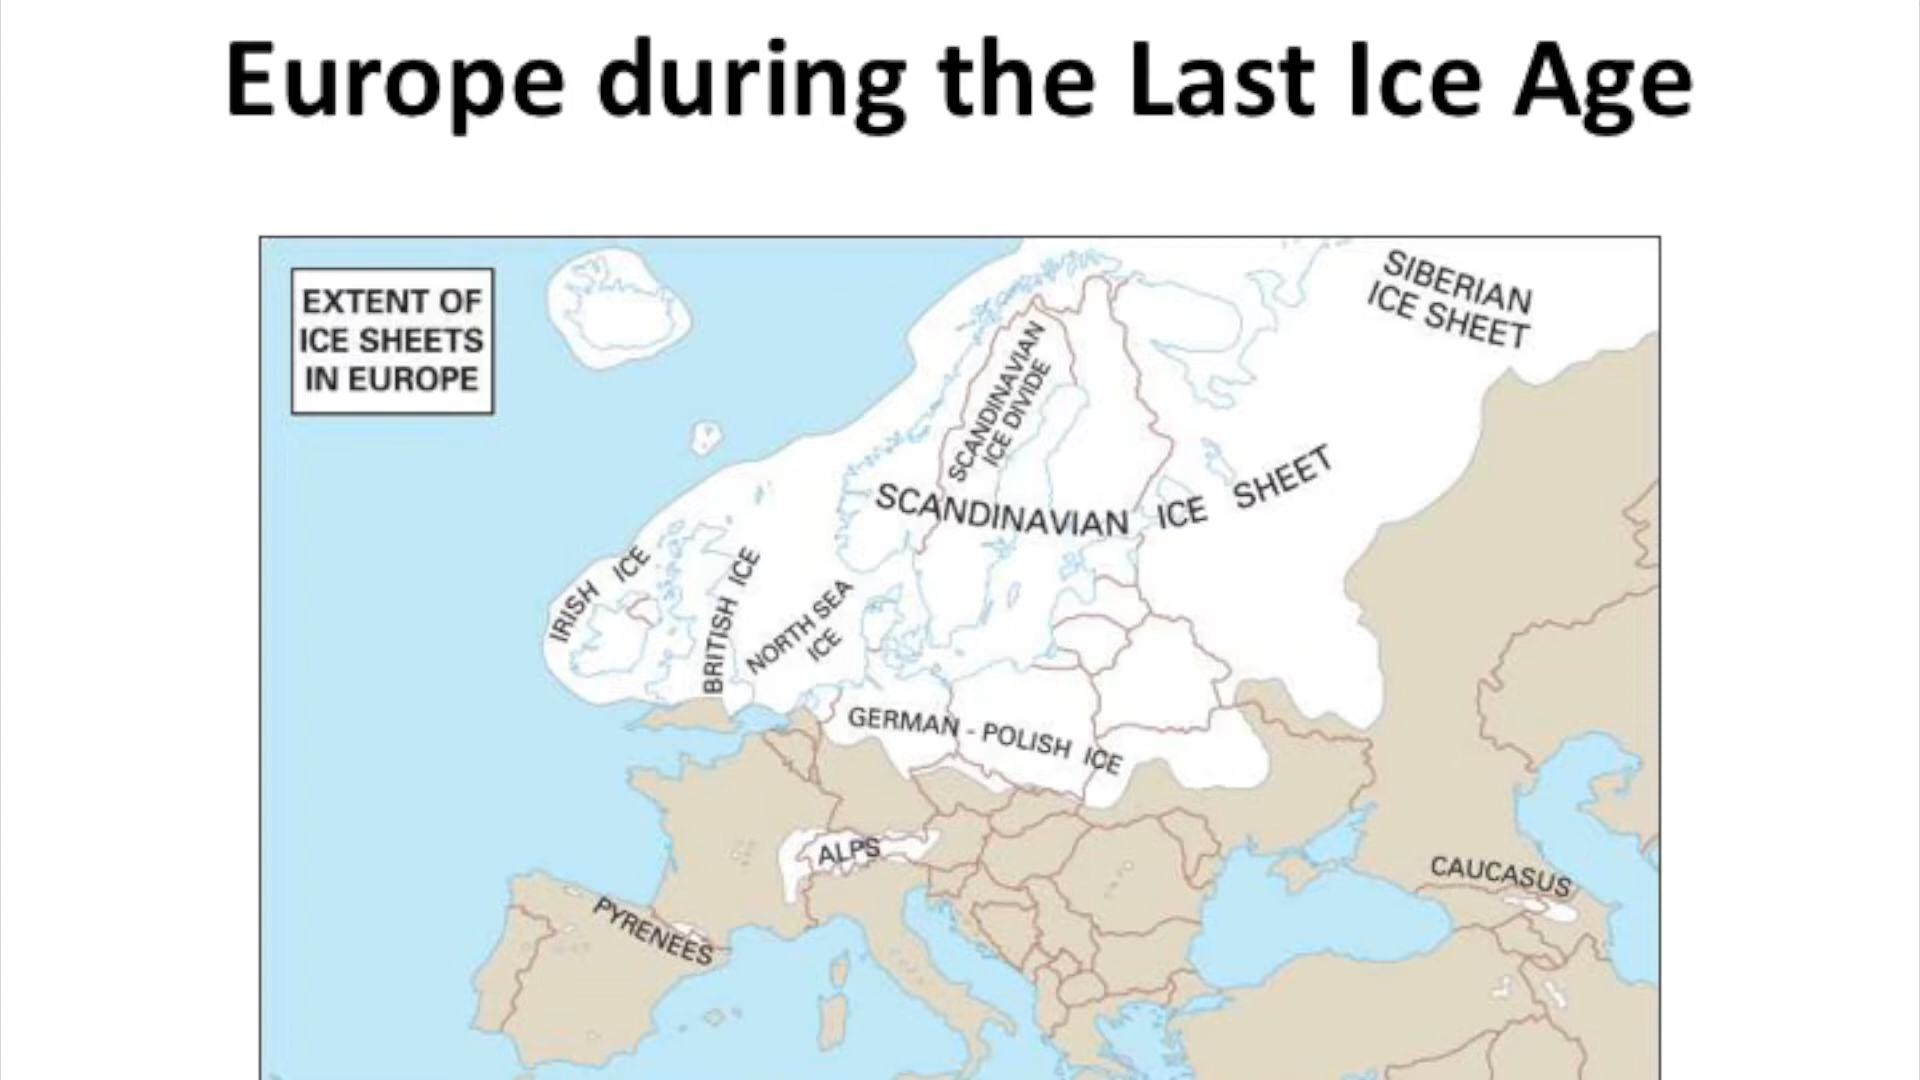 Europe during the Last Ice Age
EXTENT OF
ICE SHEETS
IN EUROPE
SIBERIAN
ICE SHEET
SCANDINAVIAN
ICE DIVIDE
SCANDINAVIAN ICE SHEET
IRISH ICE
BRITISH ICE
NORTH SEA
ICE
GERMAN - POLISH ICE
ALPS
CAUCASUS
PYRENEES